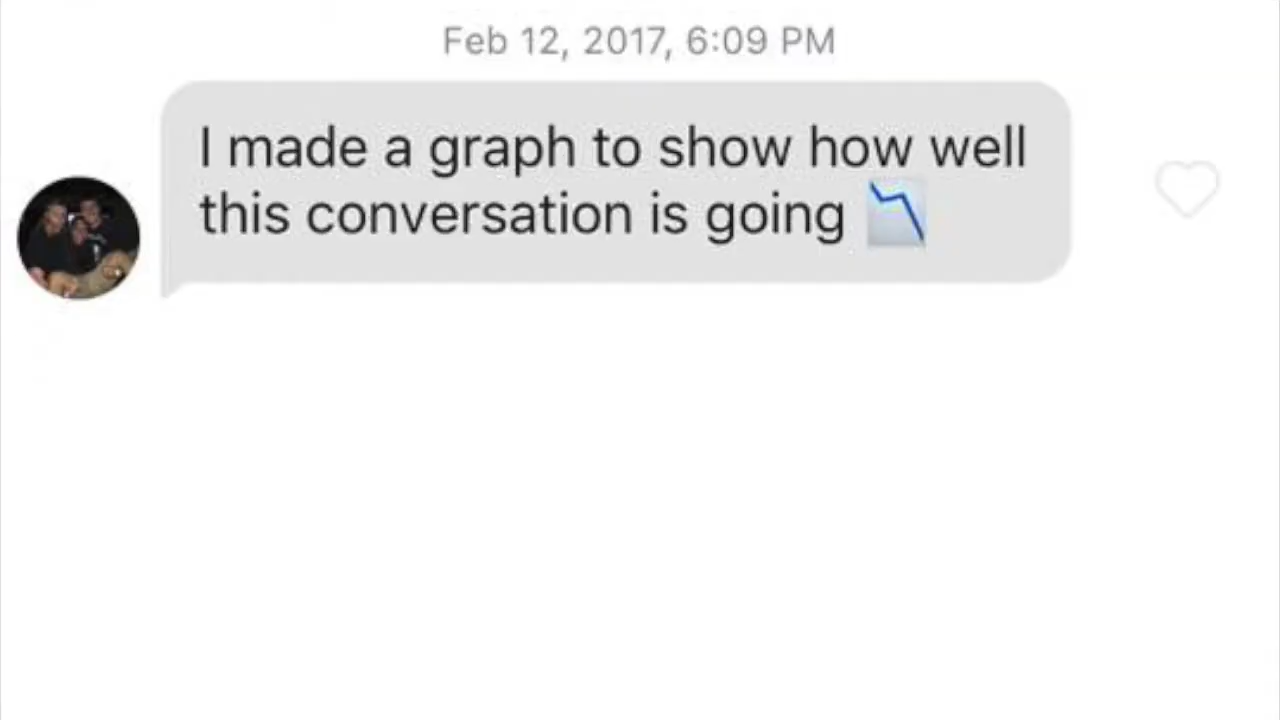 Feb 12, 2017, 6:09 PM
I made a graph to show how well
this conversation is going 📉